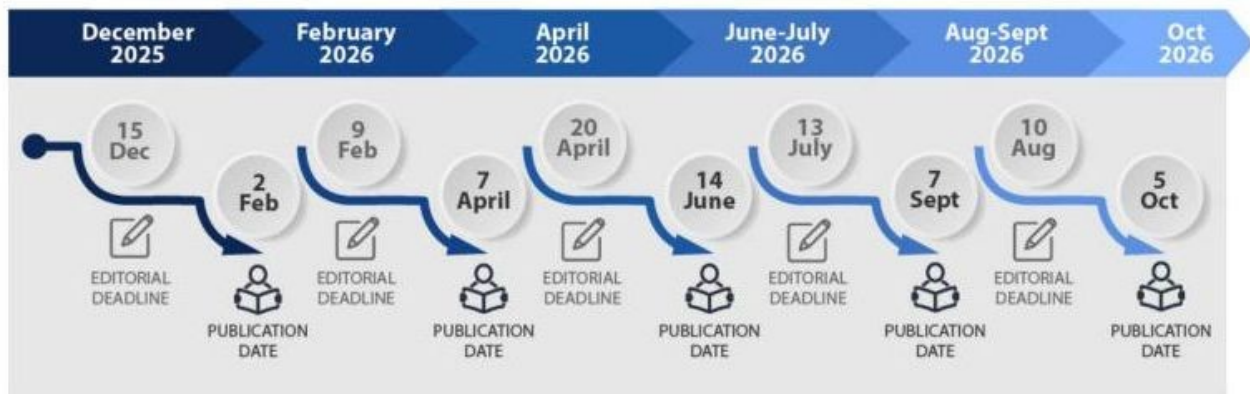 December
2025
February
2026
April
2026
June-July
2026
Aug-Sept
2026
Oct
2026
15
Dec
2
Feb
9
Feb
7
April
20
April
14
June
13
July
7
Sept
10
Aug
5
Oct
EDITORIAL
DEADLINE
PUBLICATION
DATE
EDITORIAL
DEADLINE
PUBLICATION
DATE
EDITORIAL
DEADLINE
PUBLICATION
DATE
EDITORIAL
DEADLINE
PUBLICATION
DATE
EDITORIAL
DEADLINE
PUBLICATION
DATE